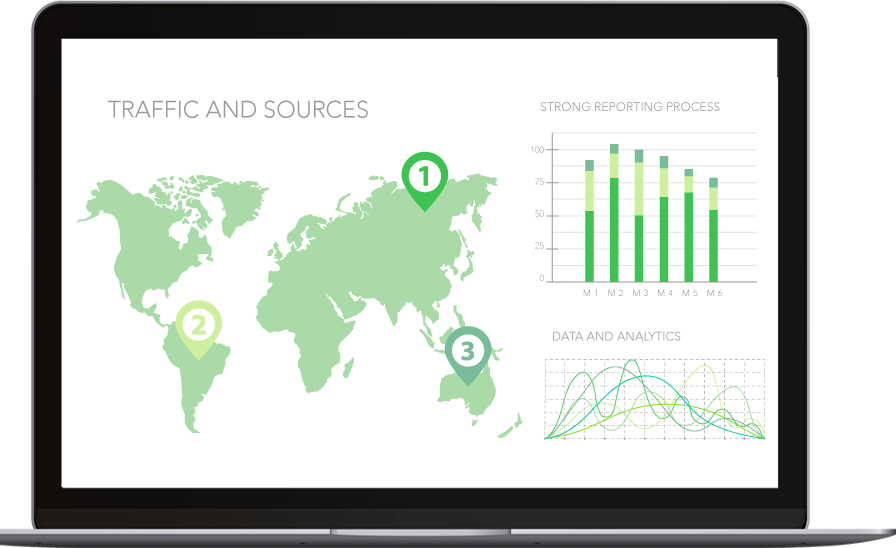 TRAFFIC AND SOURCES
1
2
3
STRONG REPORTING PROCESS
100
75
50
25
0
M 1 M 2 M 3 M 4 M 5 M 6
DATA AND ANALYTICS